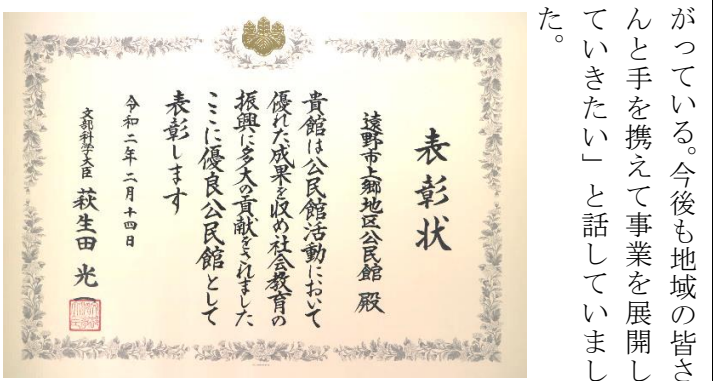 がっている。今後も地域の皆さ
んと手を携えて事業を展開し
ていきたい」と話していまし
た。
表彰状
遠野市上郷地区公民館 殿
貴館は公民館活動において
優れた成果を収め社会教育の
振興に多大の貢献をされました
ここに優良公民館として
表彰します
令和二年二月十四日
文部科学大臣 萩生田 光一